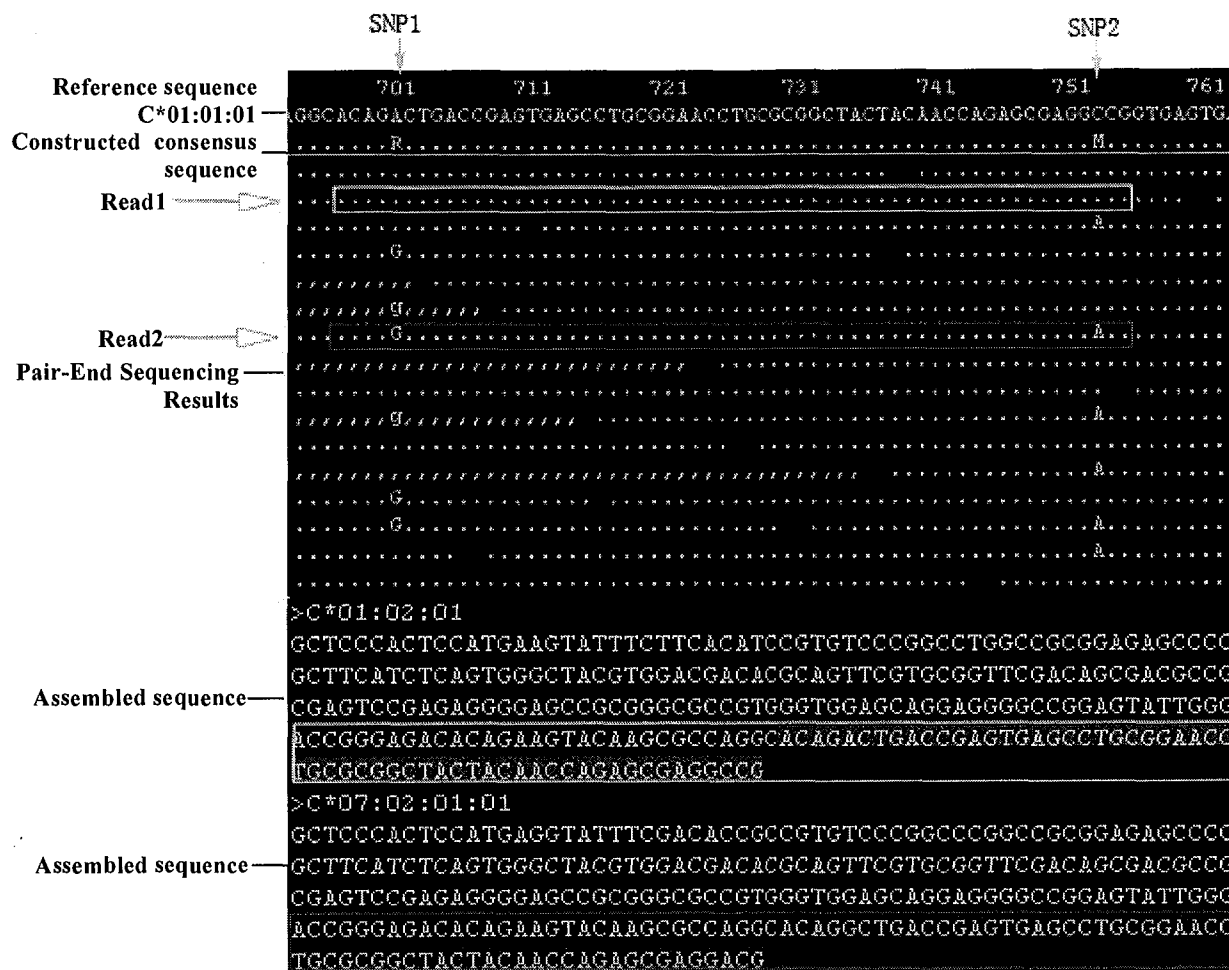 SNP1 SNP2
Reference sequence 701 711 721 731 741 751 761
C*01:01:01 AGGCACAGACTGACCGAGTGAGCCTGCGGAACCTGCGCGGCTACTACAACCAGAGCGAGGCCGGTGAGTGA
Constructed consensus sequence R M
Read1
A
G
g
Read2 G A
Pair-End Sequencing Results
g A
A
G
G A
A
>C*01:02:01
GCTCCCACTCCATGAAGTATTTCTTCACATCCGTGTCCCGGCCTGGCCGCGGAGAGCCCC
GCTTCATCTCAGTGGGCTACGTGGACGACACGCAGTTCGTGCGGTTCGACAGCGACGCCG
Assembled sequence CGAGTCCGAGAGGGGAGCCGCGGGCGCCGTGGGTGGAGCAGGAGGGGCCGGAGTATTGGG
ACCGGGAGACACAGAAGTACAAGCGCCAGGCACAGACTGACCGAGTGAGCCTGCGGAACC
TGCGCGGCTACTACAACCAGAGCGAGGCCG
>C*07:02:01:01
GCTCCCACTCCATGAGGTATTTCGACACCGCCGTGTCCCGGCCCGGCCGCGGAGAGCCCC
Assembled sequence GCTTCATCTCAGTGGGCTACGTGGACGACACGCAGTTCGTGCGGTTCGACAGCGACGCCG
CGAGTCCGAGAGGGGAGCCGCGGGCGCCGTGGGTGGAGCAGGAGGGGCCGGAGTATTGGG
ACCGGGAGACACAGAAGTACAAGCGCCAGGCACAGGCTGACCGAGTGAGCCTGCGGAACC
TGCGCGGCTACTACAACCAGAGCGAGGACG